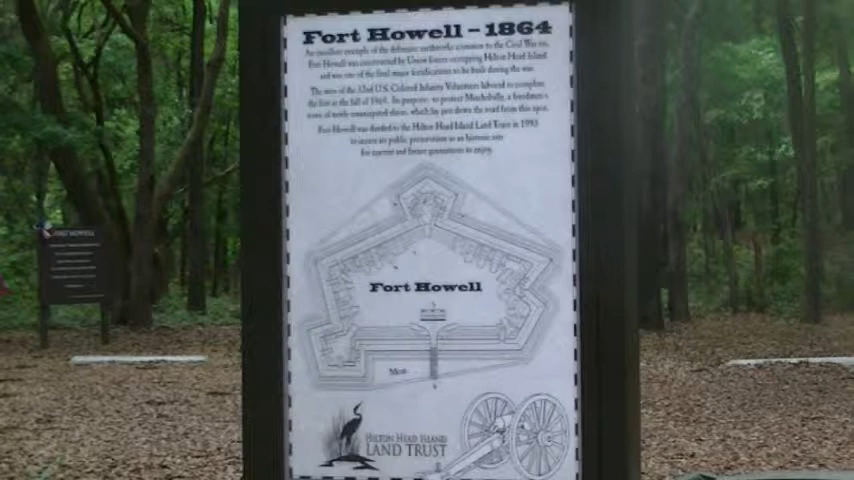 Fort Howell – 1864
An excellent example of the defensive earthworks common to the Civil War era,
Fort Howell was constructed by Union forces occupying Hilton Head Island
and was one of the final major fortifications to be built during the war.
The men of the 32nd U.S. Colored Infantry Volunteers labored to complete
the fort in the fall of 1864. Its purpose: to protect Mitchelville, a freedmen's
town of newly emancipated slaves, which lay just down the road from this spot.
Fort Howell was deeded to the Hilton Head Island Land Trust in 1993
to insure its public preservation as an historic site
for current and future generations to enjoy.
Fort Howell
Moat
Hilton Head Island
Land Trust
FORT HOWELL